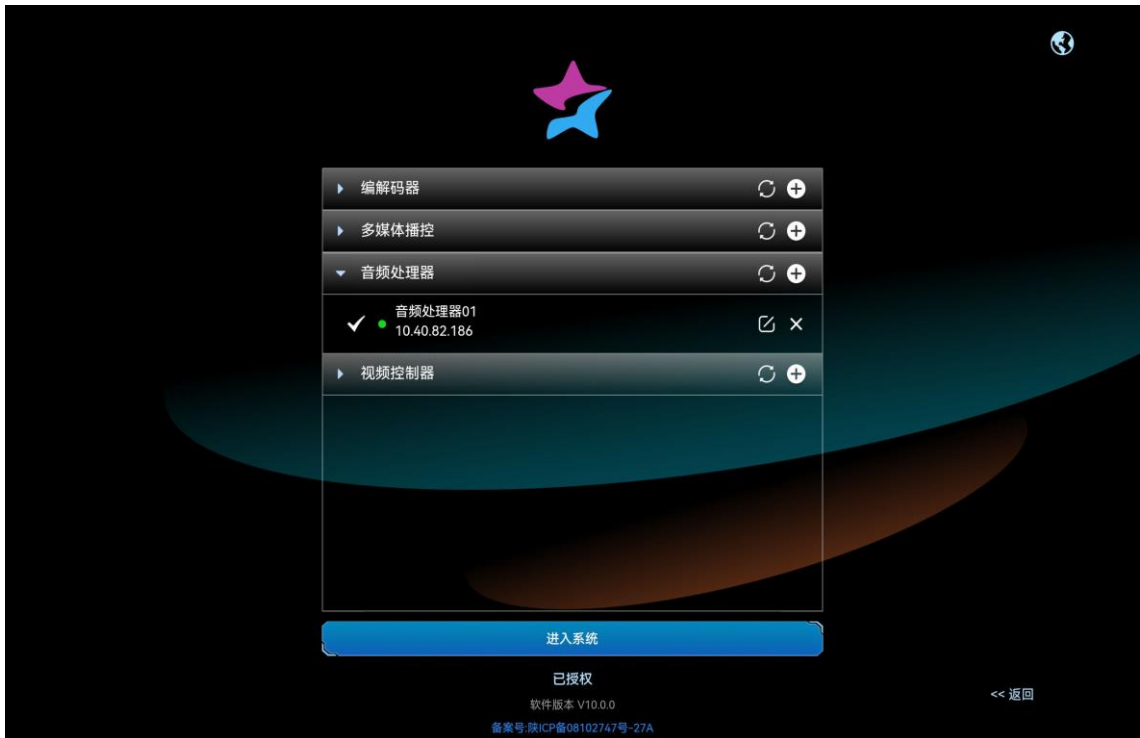 编解码器
多媒体播控
音频处理器
音频处理器01
10.40.82.186
视频控制器
进入系统
已授权
软件版本 V10.0.0
<< 返回
备案号:陕ICP备08102747号-27A